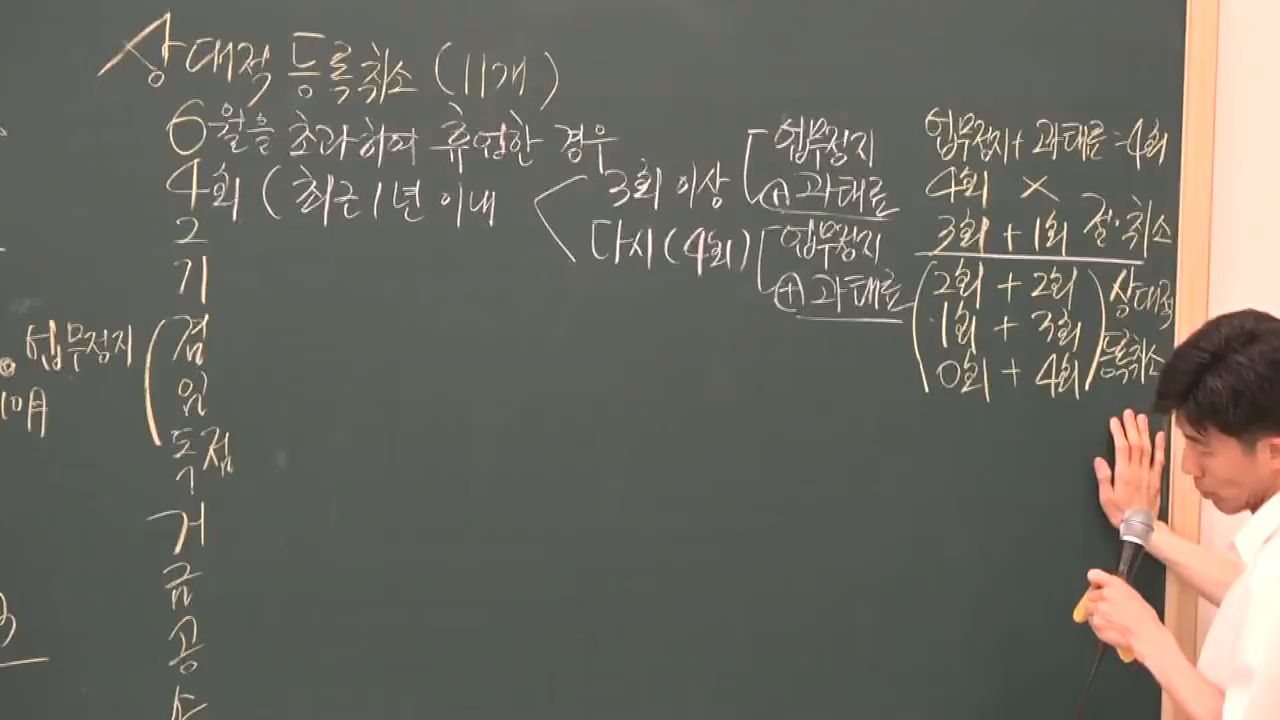 상대적 등록취소 (11개)
6월을 초과하여 휴업한 경우
4회 (최근 1년 이내
3회 이상
업무정지
⊕ 과태료
다시 (4회)
업무정지
⊕ 과태료
업무정지 + 과태료 = 4회
4회 ×
3회 + 1회 절·취소
2회 + 2회
1회 + 3회
0회 + 4회
상대적
등록취소
2
기
겸
임
독점
거
금
공
업무정지
10月